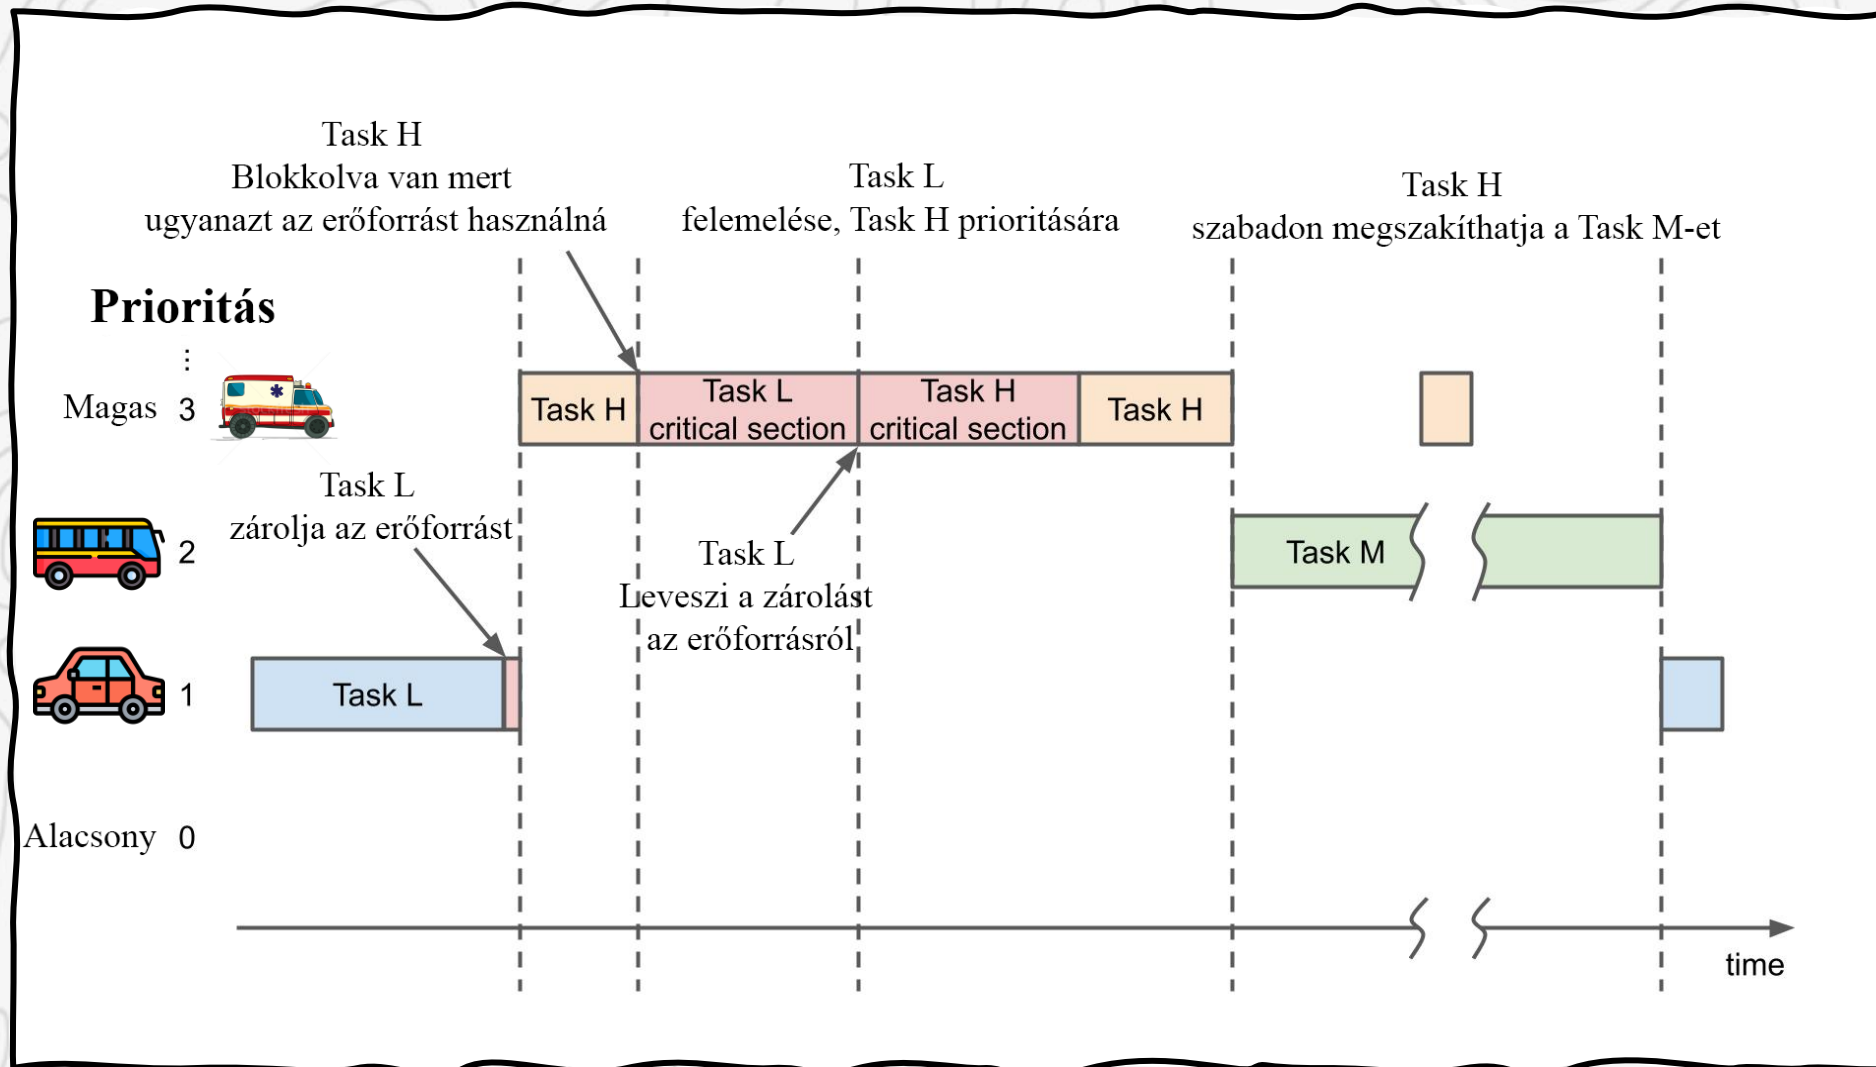 Task H
Blokkolva van mert
ugyanazt az erőforrást használná
Task L
felemelése, Task H prioritására
Task H
szabadon megszakíthatja a Task M-et
Prioritás
⋮
Magas 3
Task H
Task L
critical section
Task H
critical section
Task H
Task L
zárolja az erőforrást
2
Task L
Leveszi a zárolást
az erőforrásról
Task M
1
Task L
Alacsony 0
time